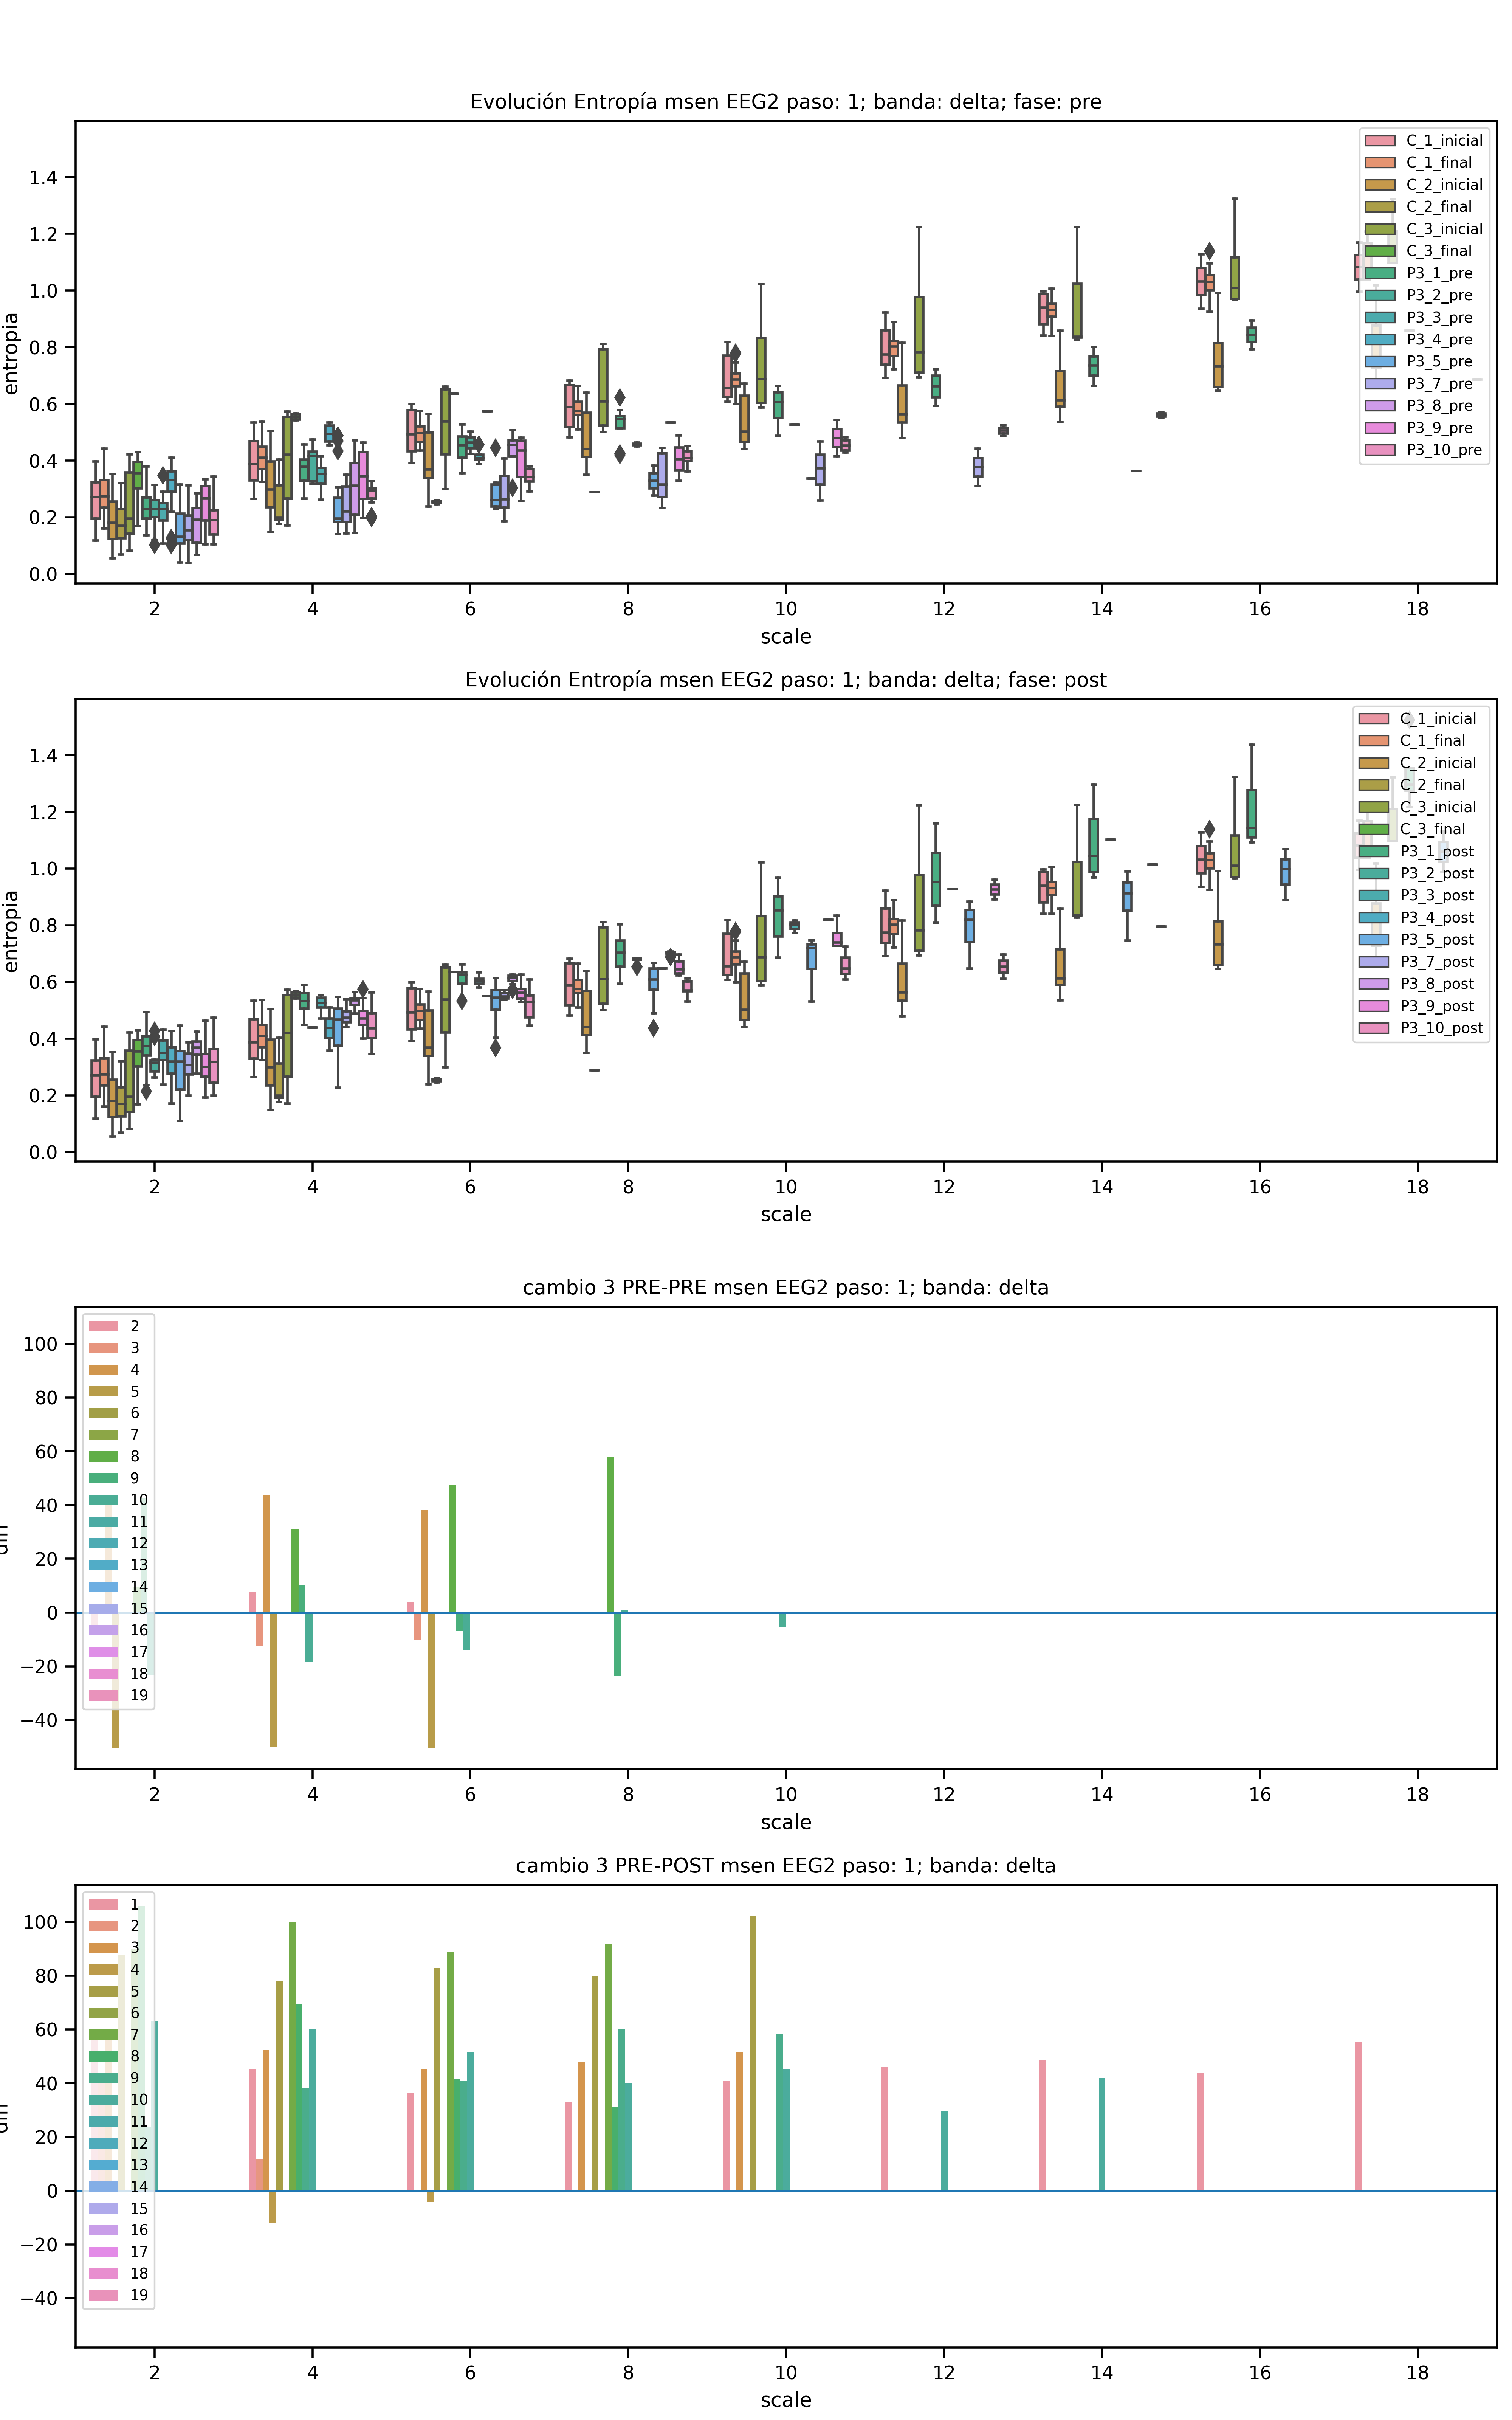 Evolución Entropía msen EEG2 paso: 1; banda: delta; fase: pre
entropia
1.4
1.2
1.0
0.8
0.6
0.4
0.2
0.0
C_1_inicial
C_1_final
C_2_inicial
C_2_final
C_3_inicial
C_3_final
P3_1_pre
P3_2_pre
P3_3_pre
P3_4_pre
P3_5_pre
P3_7_pre
P3_8_pre
P3_9_pre
P3_10_pre
2 4 6 8 10 12 14 16 18
scale
Evolución Entropía msen EEG2 paso: 1; banda: delta; fase: post
entropia
1.4
1.2
1.0
0.8
0.6
0.4
0.2
0.0
C_1_inicial
C_1_final
C_2_inicial
C_2_final
C_3_inicial
C_3_final
P3_1_post
P3_2_post
P3_3_post
P3_4_post
P3_5_post
P3_7_post
P3_8_post
P3_9_post
P3_10_post
2 4 6 8 10 12 14 16 18
scale
cambio 3 PRE-PRE msen EEG2 paso: 1; banda: delta
100
80
60
40
20
0
−20
−40
2
3
4
5
6
7
8
9
10
11
12
13
14
15
16
17
18
19
2 4 6 8 10 12 14 16 18
scale
cambio 3 PRE-POST msen EEG2 paso: 1; banda: delta
100
80
60
40
20
0
−20
−40
1
2
3
4
5
6
7
8
9
10
11
12
13
14
15
16
17
18
19
2 4 6 8 10 12 14 16 18
scale